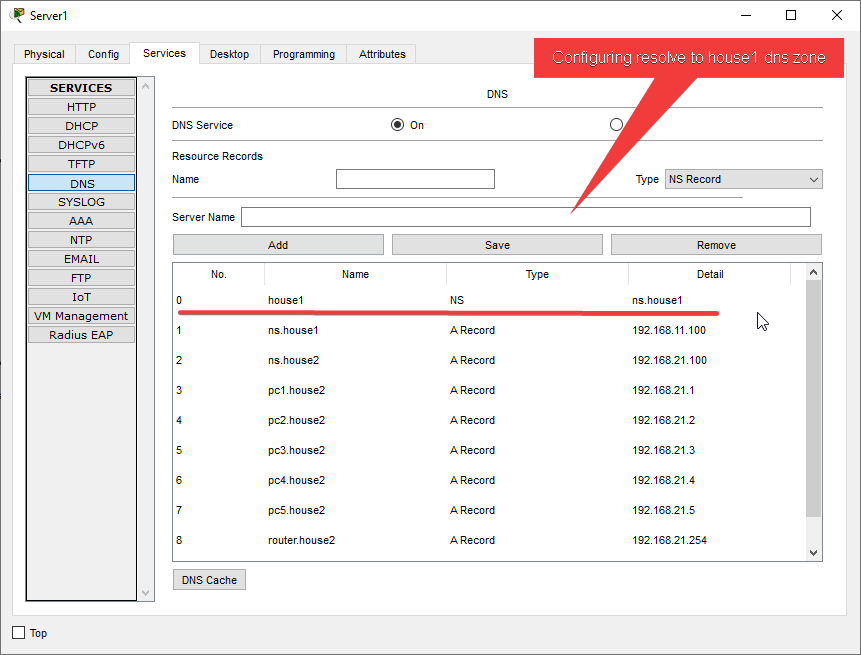 Server1
Physical Config Services Desktop Programming Attributes
Configuring resolve to house1 dns zone
SERVICES
HTTP
DHCP
DHCPv6
TFTP
DNS
SYSLOG
AAA
NTP
EMAIL
FTP
IoT
VM Management
Radius EAP
DNS
DNS Service On
Resource Records
Name Type NS Record
Server Name
Add Save Remove
No. Name Type Detail
0 house1 NS ns.house1
1 ns.house1 A Record 192.168.11.100
2 ns.house2 A Record 192.168.21.100
3 pc1.house2 A Record 192.168.21.1
4 pc2.house2 A Record 192.168.21.2
5 pc3.house2 A Record 192.168.21.3
6 pc4.house2 A Record 192.168.21.4
7 pc5.house2 A Record 192.168.21.5
8 router.house2 A Record 192.168.21.254
DNS Cache
Top